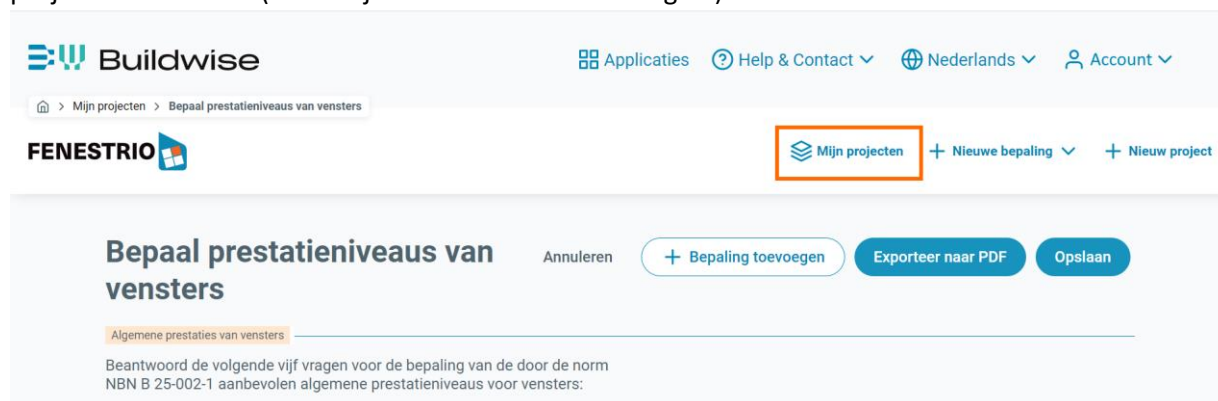 Buildwise
Applicaties
Help & Contact
Nederlands
Account
> Mijn projecten > Bepaal prestatieniveaus van vensters
FENESTRIO
Mijn projecten
+ Nieuwe bepaling
+ Nieuw project
Bepaal prestatieniveaus van
vensters
Annuleren
+ Bepaling toevoegen
Exporteer naar PDF
Opslaan
Algemene prestaties van vensters
Beantwoord de volgende vijf vragen voor de bepaling van de door de norm
NBN B 25-002-1 aanbevolen algemene prestatieniveaus voor vensters: